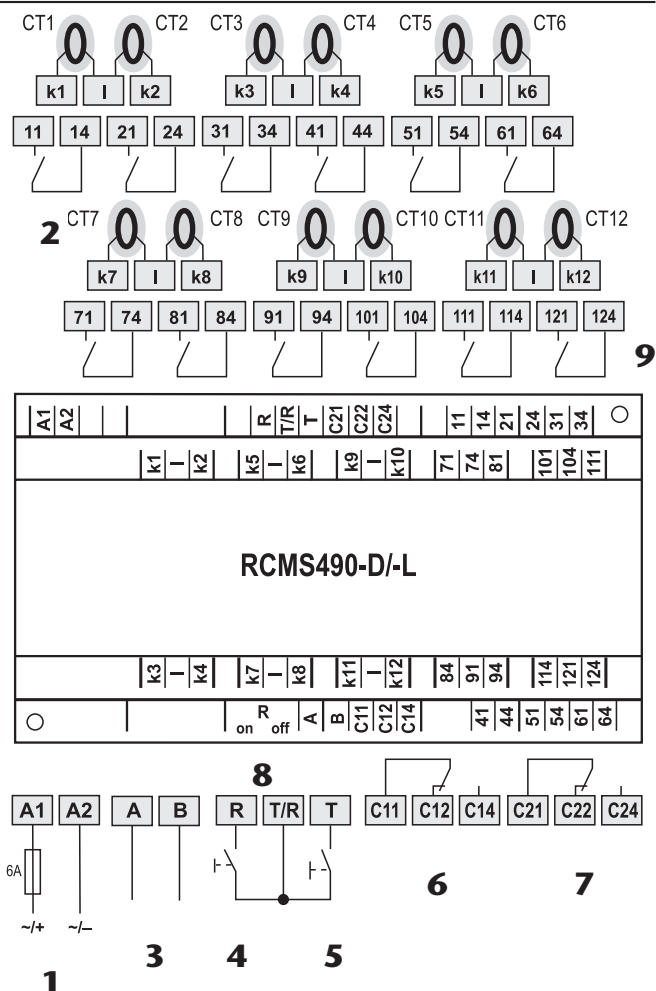 CT1 CT2 CT3 CT4 CT5 CT6
k1 l k2 k3 l k4 k5 l k6
11 14 21 24 31 34 41 44 51 54 61 64
2 CT7 CT8 CT9 CT10 CT11 CT12
k7 l k8 k9 l k10 k11 l k12
71 74 81 84 91 94 101 104 111 114 121 124
9
A1 A2 R T/R T C21 C22 C24 11 14 21 24 31 34
k1 l k2 k5 l k6 k9 l k10 71 74 81 101 104 111
RCMS490-D/-L
k3 l k4 k7 l k8 k11 l k12 84 91 94 114 121 124
on R off A B C11 C12 C14 41 44 51 54 61 64
8
A1 A2 A B R T/R T C11 C12 C14 C21 C22 C24
6A
~/+ ~/–
1 3 4 5 6 7